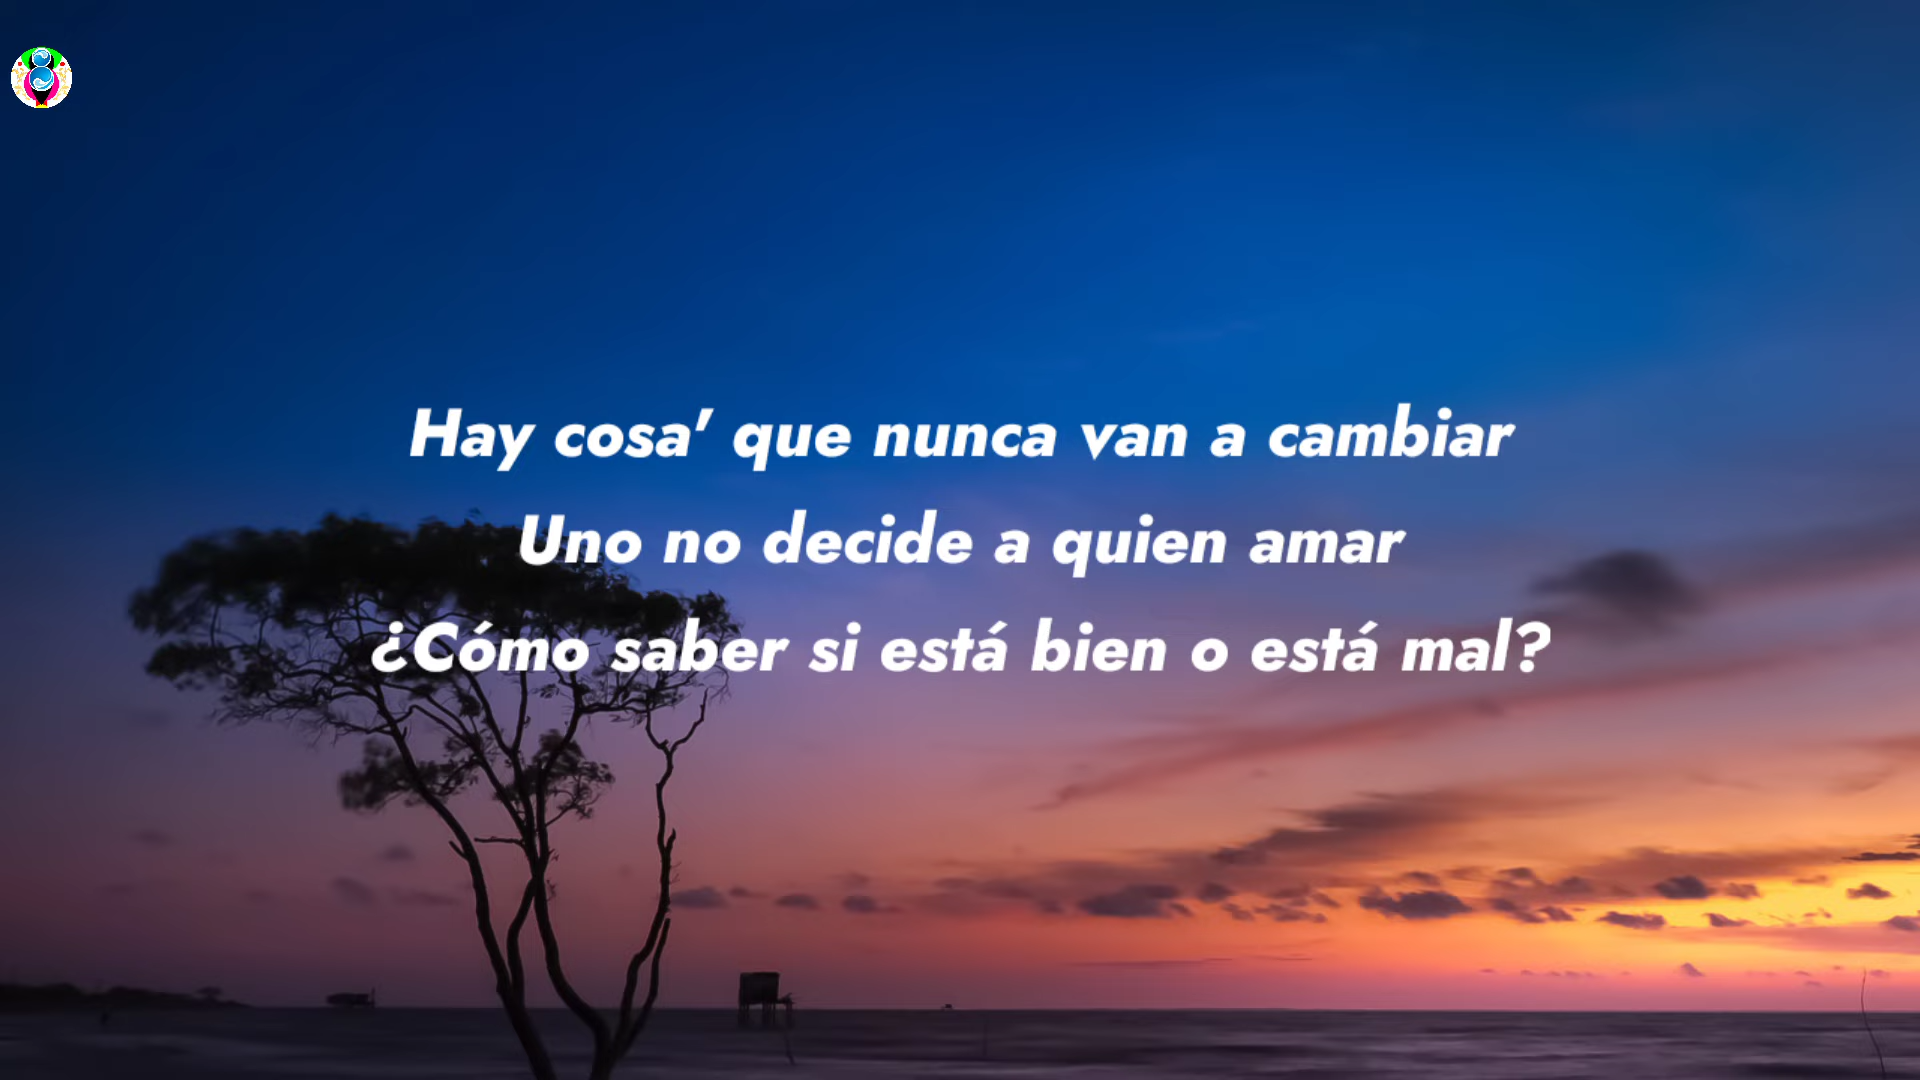 Hay cosa' que nunca van a cambiar
Uno no decide a quien amar
¿Cómo saber si está bien o está mal?